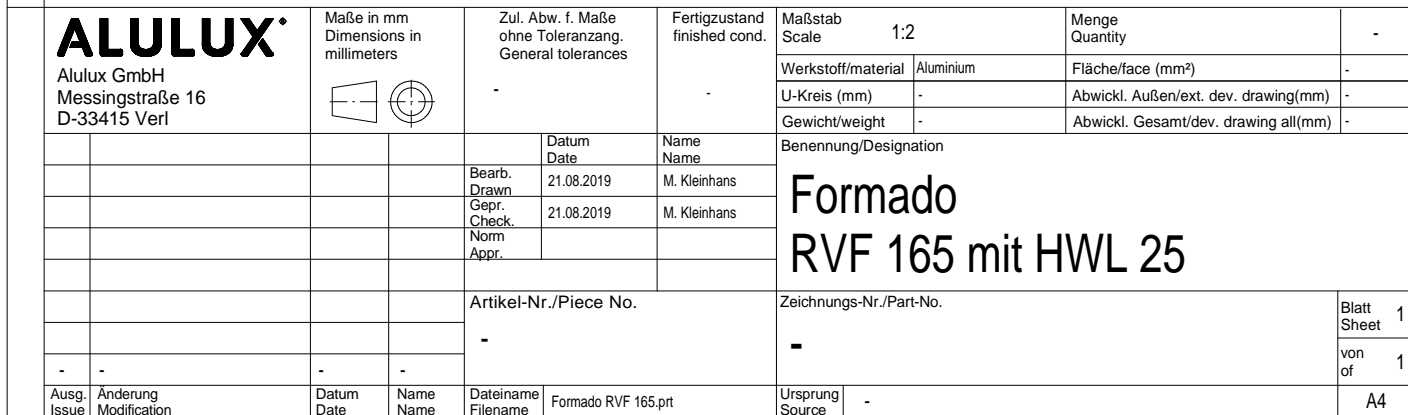 ALULUX
Alulux GmbH
Messingstraße 16
D-33415 Verl
Maße in mm
Dimensions in
millimeters
Zul. Abw. f. Maße
ohne Toleranzang.
General tolerances
-
Fertigzustand
finished cond.
-
Maßstab
Scale
1:2
Menge
Quantity
-
Werkstoff/material Aluminium
Fläche/face (mm²) -
U-Kreis (mm) -
Abwickl. Außen/ext. dev. drawing(mm) -
Gewicht/weight -
Abwickl. Gesamt/dev. drawing all(mm) -
Datum
Date
Name
Name
Bearb.
Drawn
21.08.2019 M. Kleinhans
Gepr.
Check.
21.08.2019 M. Kleinhans
Norm
Appr.
Benennung/Designation
Formado
RVF 165 mit HWL 25
Artikel-Nr./Piece No.
-
Zeichnungs-Nr./Part-No.
-
Blatt
Sheet
1
von
of
1
- - - -
Ausg.
Issue
Änderung
Modification
Datum
Date
Name
Name
Dateiname
Filename
Formado RVF 165.prt
Ursprung
Source
-
A4